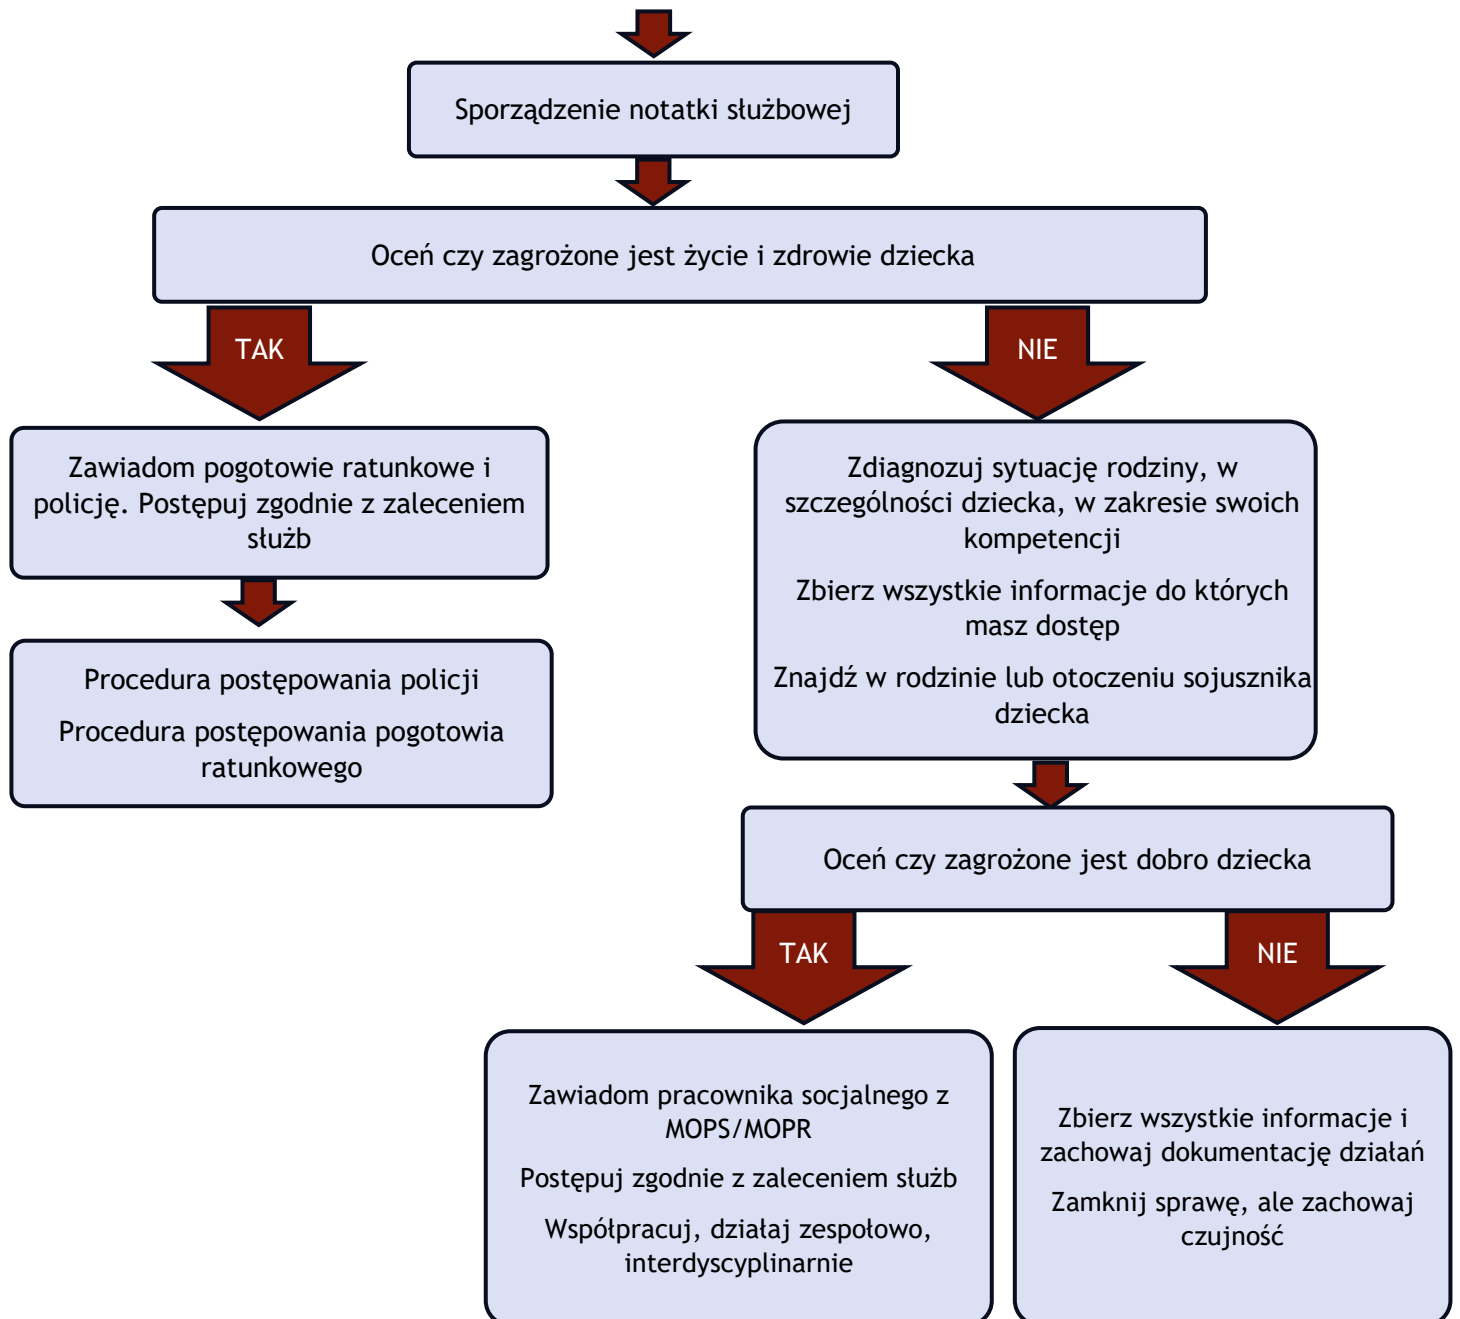 Sporządzenie notatki służbowej
Oceń czy zagrożone jest życie i zdrowie dziecka
TAK
NIE
Zawiadom pogotowie ratunkowe i
policję. Postępuj zgodnie z zaleceniem
służb
Procedura postępowania policji
Procedura postępowania pogotowia
ratunkowego
Zdiagnozuj sytuację rodziny, w
szczególności dziecka, w zakresie swoich
kompetencji
Zbierz wszystkie informacje do których
masz dostęp
Znajdź w rodzinie lub otoczeniu sojusznika
dziecka
Oceń czy zagrożone jest dobro dziecka
TAK
NIE
Zawiadom pracownika socjalnego z
MOPS/MOPR
Postępuj zgodnie z zaleceniem służb
Współpracuj, działaj zespołowo,
interdyscyplinarnie
Zbierz wszystkie informacje i
zachowaj dokumentację działań
Zamknij sprawę, ale zachowaj
czujność